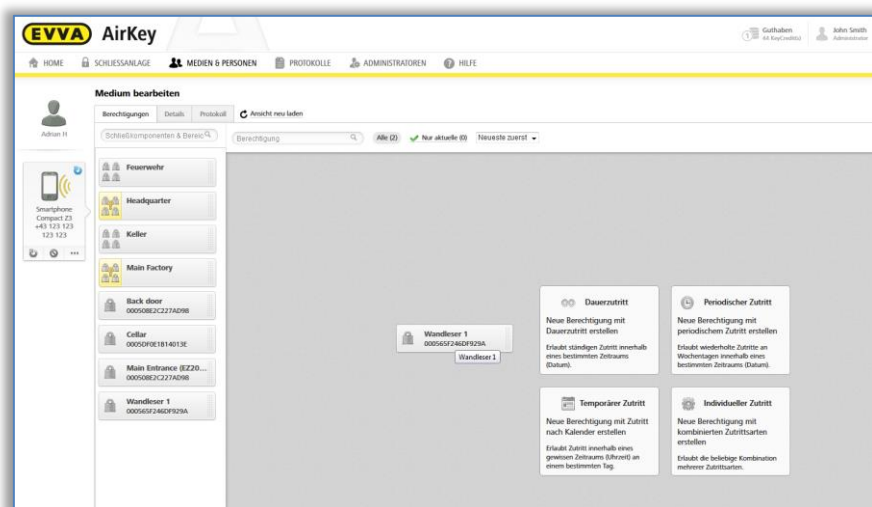 EVVA AirKey
Guthaben
John Smith
Administrator
HOME SCHLIESSANLAGE MEDIEN & PERSONEN PROTOKOLLE ADMINISTRATOREN HILFE
Medium bearbeiten
Adrian H
Berechtigungen Details Protokoll Ansicht neu laden
Schließkomponenten & Bereic
Berechtigung Alle (2) Nur aktuelle (0) Neueste zuerst
Smartphone
Compact Z3
+43 123 123
123 123
Feuerwehr
Headquarter
Keller
Main Factory
Back door
000508E2C227AD98
Cellar
0005DF0E1814013E
Main Entrance (EZ20...
000508E2C227AD98
Wandleser 1
000565F246DF929A
Wandleser 1
000565F246DF929A
Wandleser 1
Dauerzutritt
Neue Berechtigung mit
Dauerzutritt erstellen
Erlaubt ständigen Zutritt innerhalb
eines bestimmten Zeitraums
(Datum).
Periodischer Zutritt
Neue Berechtigung mit
periodischem Zutritt erstellen
Erlaubt wiederholte Zutritte an
Wochentagen innerhalb eines
bestimmten Zeitraums (Datum).
Temporärer Zutritt
Neue Berechtigung mit Zutritt
nach Kalender erstellen
Erlaubt Zutritt innerhalb eines
gewissen Zeitraums (Uhrzeit) an
einem bestimmten Tag.
Individueller Zutritt
Neue Berechtigung mit
kombinierten Zutrittsarten
erstellen
Erlaubt die beliebige Kombination
mehrerer Zutrittsarten.